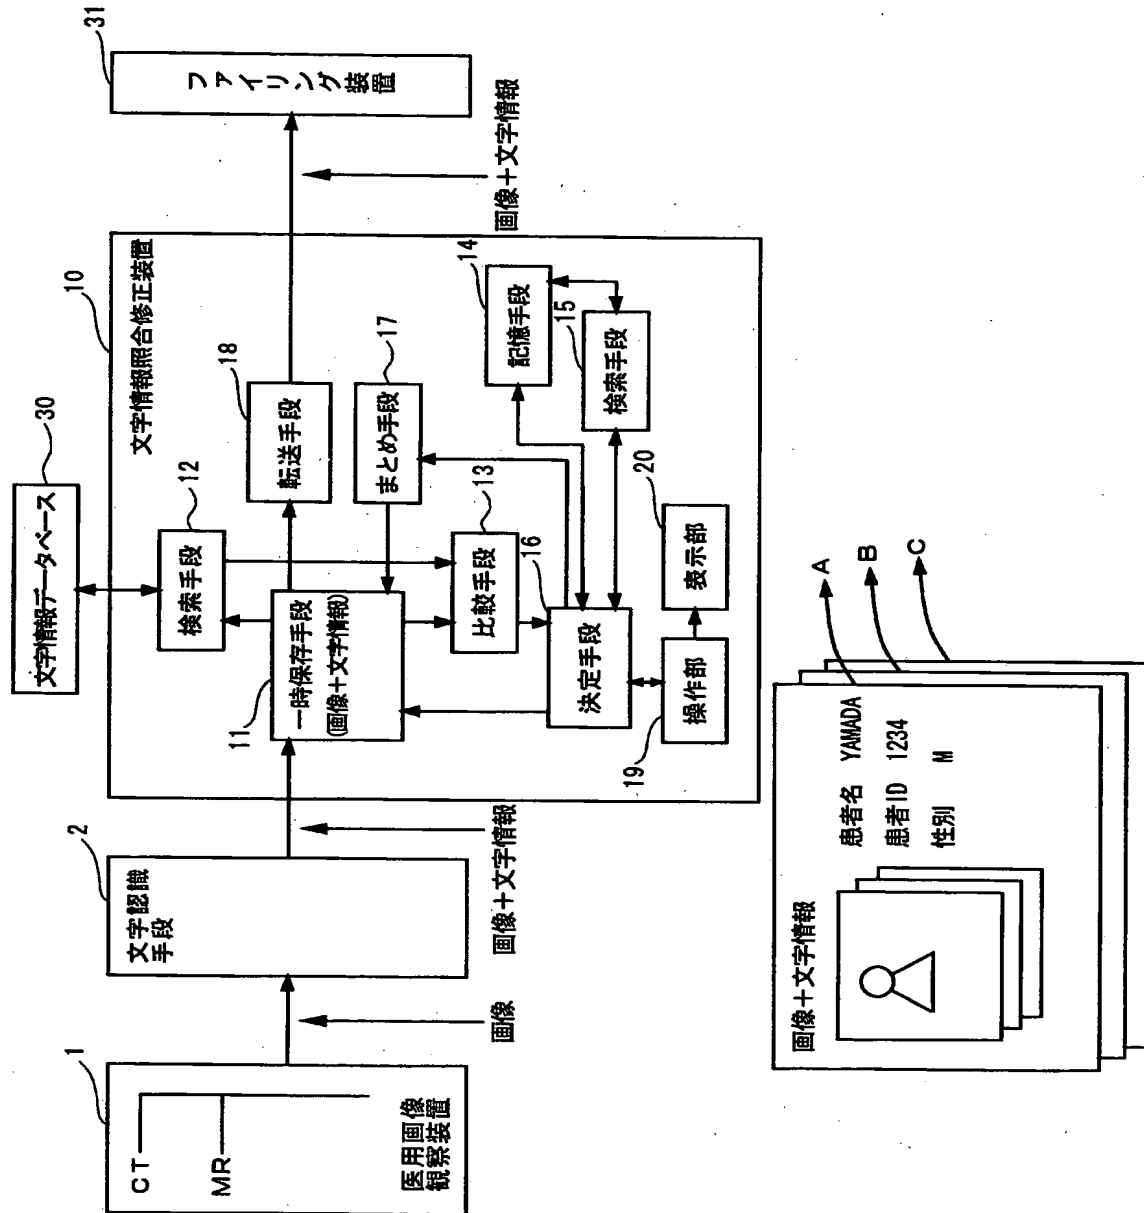 1
CT
MR
医用画像
観察装置
画像
2
文字認識
手段
画像+文字情報
文字情報データベース
30
10
文字情報照合修正装置
11
一時保存手段
(画像+文字情報)
検索手段
12
転送手段
18
まとめ手段
17
比較手段
13
決定手段
16
記憶手段
14
検索手段
15
操作部
19
表示部
20
画像+文字情報
ファイリング装置
31
画像+文字情報
患者名 YAMADA
患者ID 1234
性別 M
A
B
C